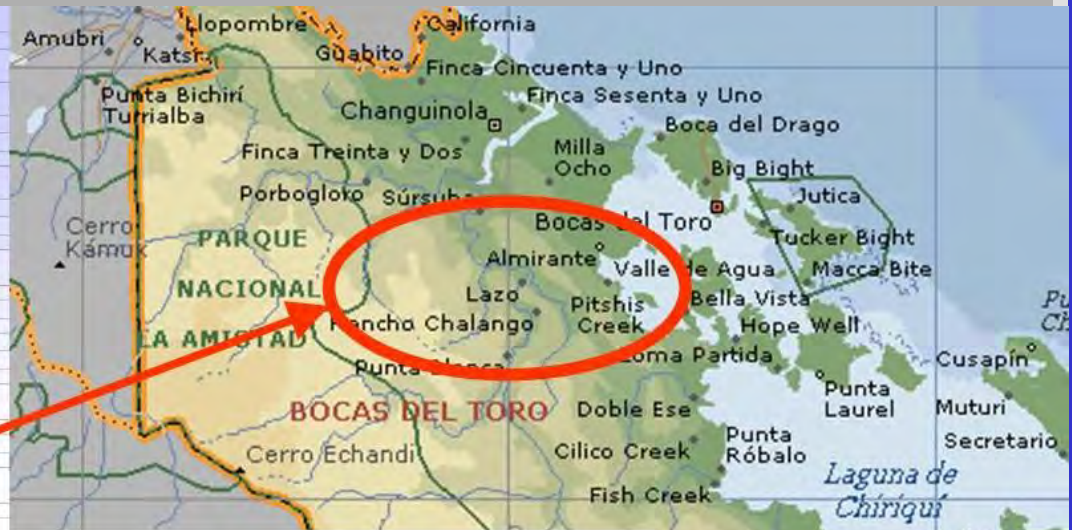 Llopombre
California
Amubri
Guabito
Finca Cincuenta y Uno
Punta Bichirí
Turrialba
Changuinola
Finca Sesenta y Uno
Boca del Drago
Finca Treinta y Dos
Milla
Ocho
Big Bight
Porbogloto
Jutica
Cerro
Kámuk
Bocas del Toro
PARQUE
NACIONAL
LA AMISTAD
Tucker Bight
Almirante
Valle de Agua
Macca Bite
Lazo
Pitshis
Creek
Bella Vista
Rancho Chalango
Hope Well
Punta Blanca
Loma Partida
Cusapín
BOCAS DEL TORO
Doble Ese
Punta
Laurel
Muturi
Cerro Echandi
Cilico Creek
Punta
Róbalo
Secretario
Laguna de
Chiriquí
Fish Creek